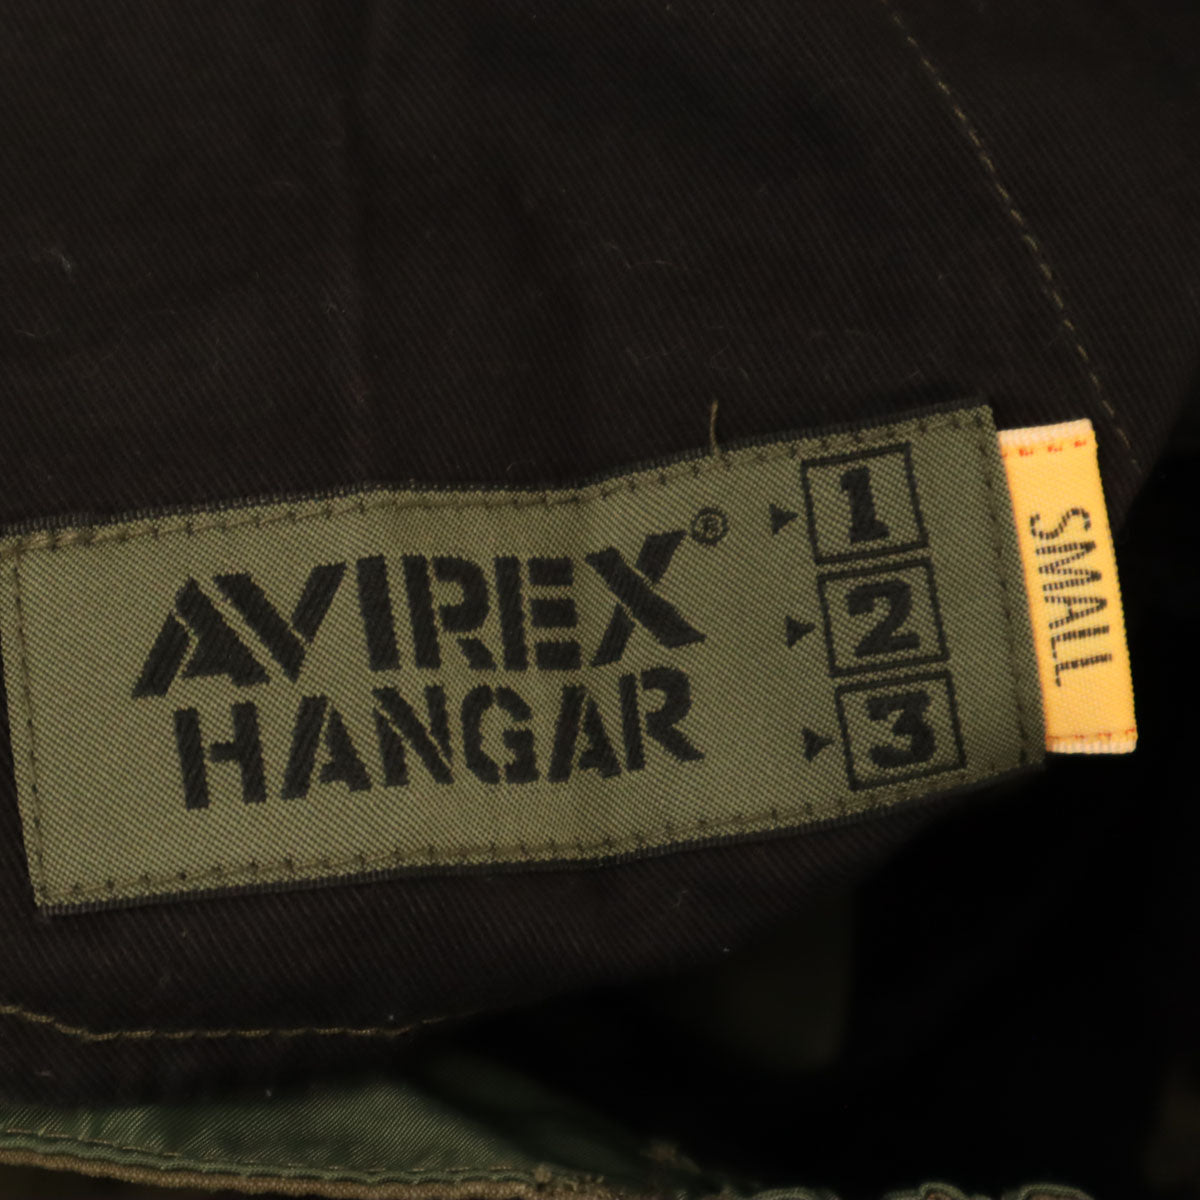 AVIREX®
HANGAR
1
2
3
SMALL